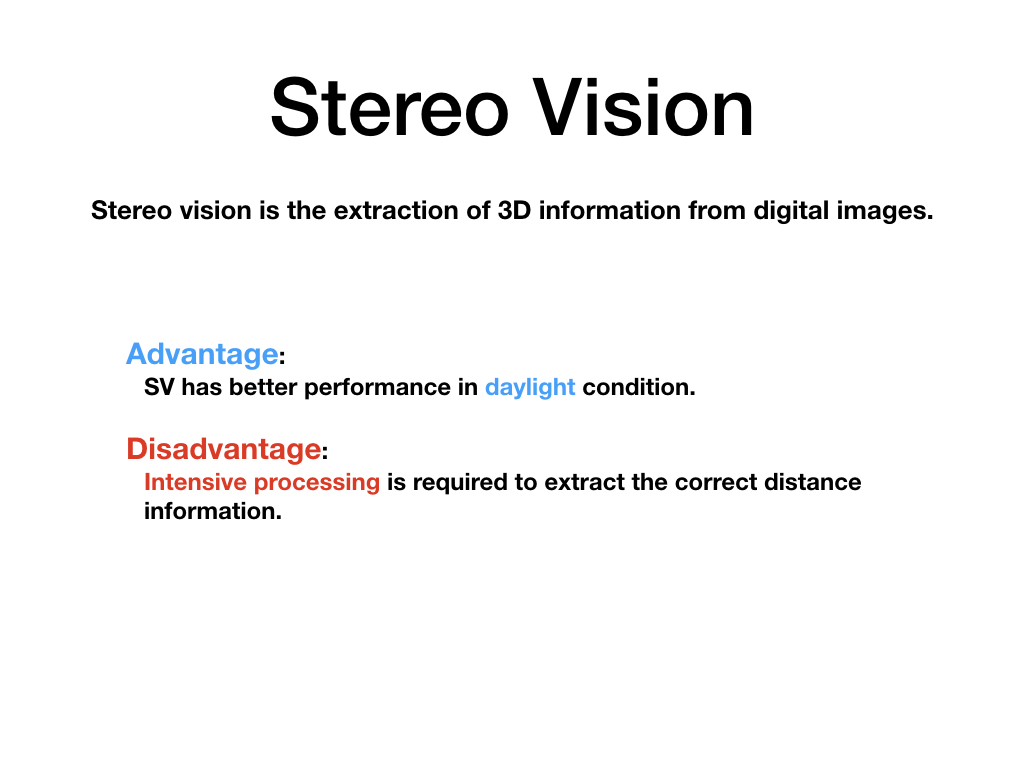 Stereo Vision
Stereo vision is the extraction of 3D information from digital images.
Advantage:
SV has better performance in daylight condition.
Disadvantage:
Intensive processing is required to extract the correct distance
information.